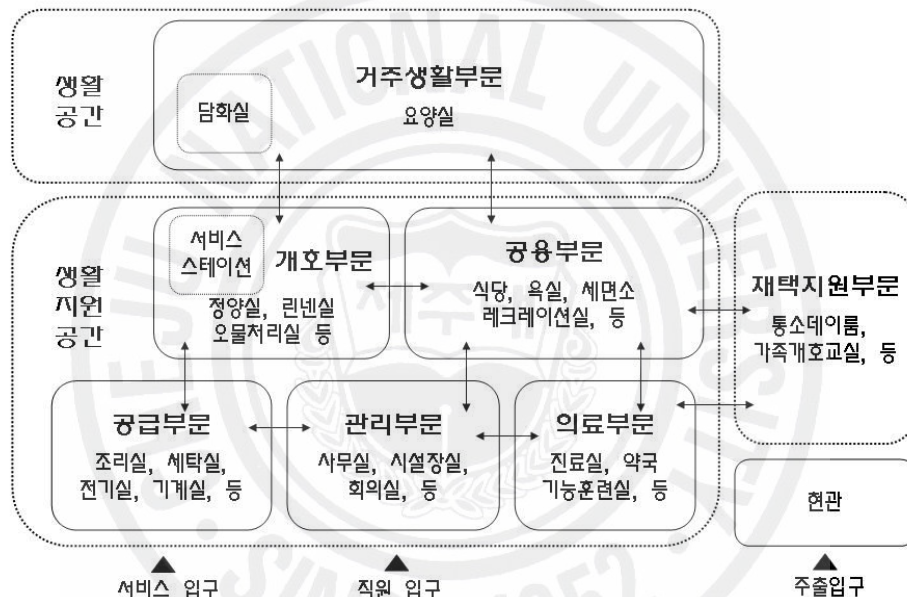 생활
공간
거주생활부문
담화실
요양실
생활
지원
공간
서비스
스테이션
개호부문
정양실, 린넨실
오물처리실 등
공용부문
식당, 욕실, 세면소
레크레이션실, 등
재택지원부문
통소데이룸,
가족개호교실, 등
공급부문
조리실, 세탁실,
전기실, 기계실, 등
관리부문
사무실, 시설장실,
회의실, 등
의료부문
진료실, 약국
기능훈련실, 등
현관
서비스 입구
직원 입구
주출입구